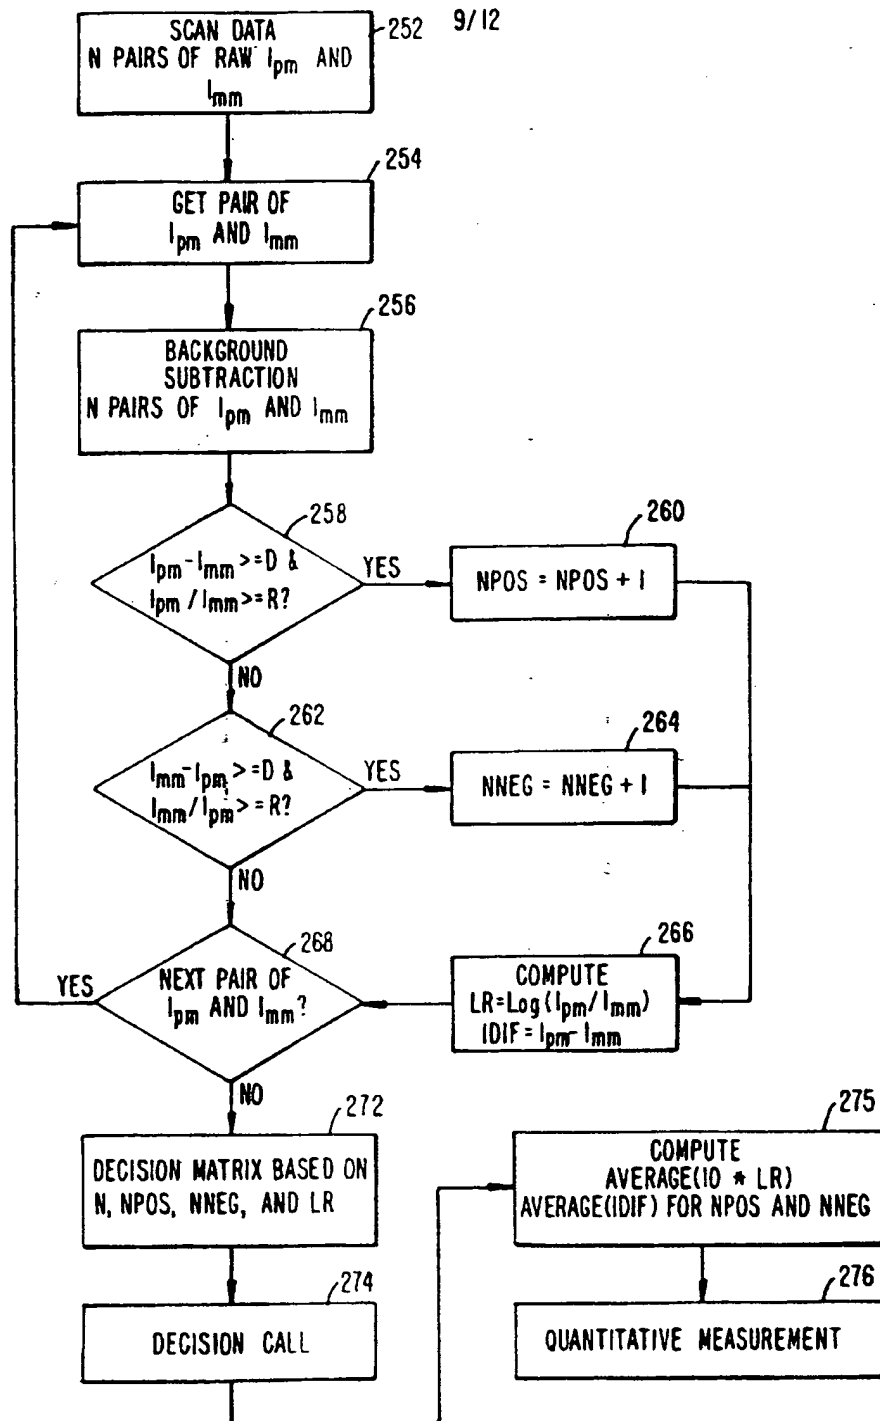 9/12
252
SCAN DATA
N PAIRS OF RAW Ipm AND
Imm
254
GET PAIR OF
Ipm AND Imm
256
BACKGROUND
SUBTRACTION
N PAIRS OF Ipm AND Imm
258
Ipm-Imm>=D &
Ipm/Imm>=R?
YES
NO
260
NPOS = NPOS + 1
262
Imm-Ipm>=D &
Imm/Ipm>=R?
YES
NO
264
NNEG = NNEG + 1
266
COMPUTE
LR=Log(Ipm/Imm)
IDIF=Ipm-Imm
268
NEXT PAIR OF
Ipm AND Imm?
YES
NO
272
DECISION MATRIX BASED ON
N, NPOS, NNEG, AND LR
274
DECISION CALL
275
COMPUTE
AVERAGE(10 * LR)
AVERAGE(IDIF) FOR NPOS AND NNEG
276
QUANTITATIVE MEASUREMENT